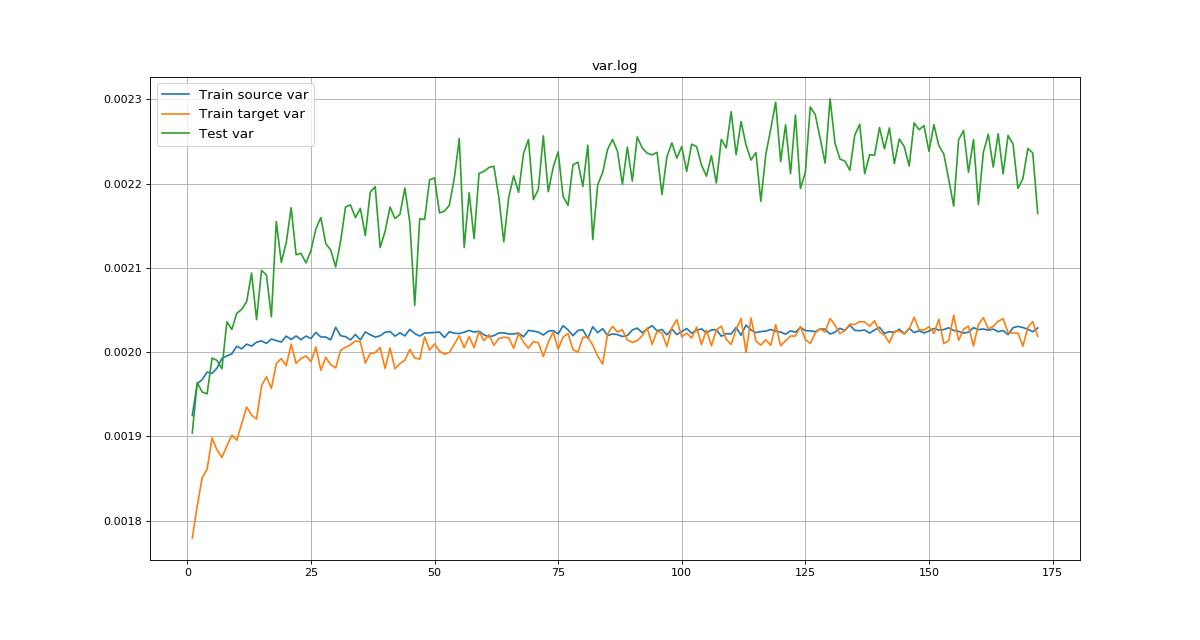 var.log
Train source var
Train target var
Test var
0.0023
0.0022
0.0021
0.0020
0.0019
0.0018
0 25 50 75 100 125 150 175